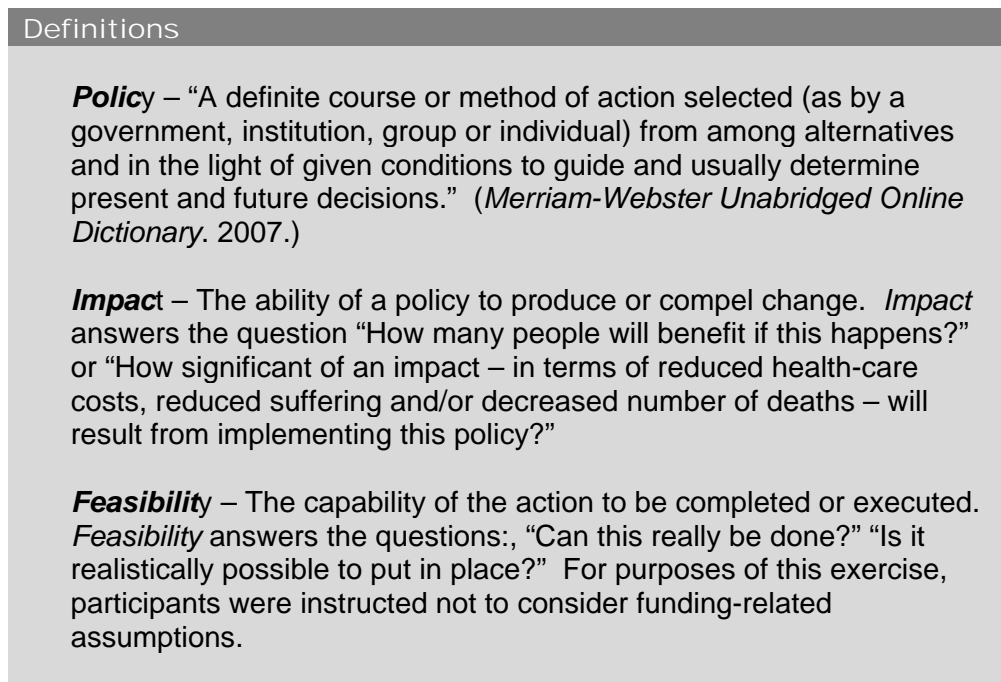 Definitions
Policy – “A definite course or method of action selected (as by a
government, institution, group or individual) from among alternatives
and in the light of given conditions to guide and usually determine
present and future decisions.” (Merriam-Webster Unabridged Online
Dictionary. 2007.)
Impact – The ability of a policy to produce or compel change. Impact
answers the question “How many people will benefit if this happens?”
or “How significant of an impact – in terms of reduced health-care
costs, reduced suffering and/or decreased number of deaths – will
result from implementing this policy?”
Feasibility – The capability of the action to be completed or executed.
Feasibility answers the questions:, “Can this really be done?” “Is it
realistically possible to put in place?” For purposes of this exercise,
participants were instructed not to consider funding-related
assumptions.